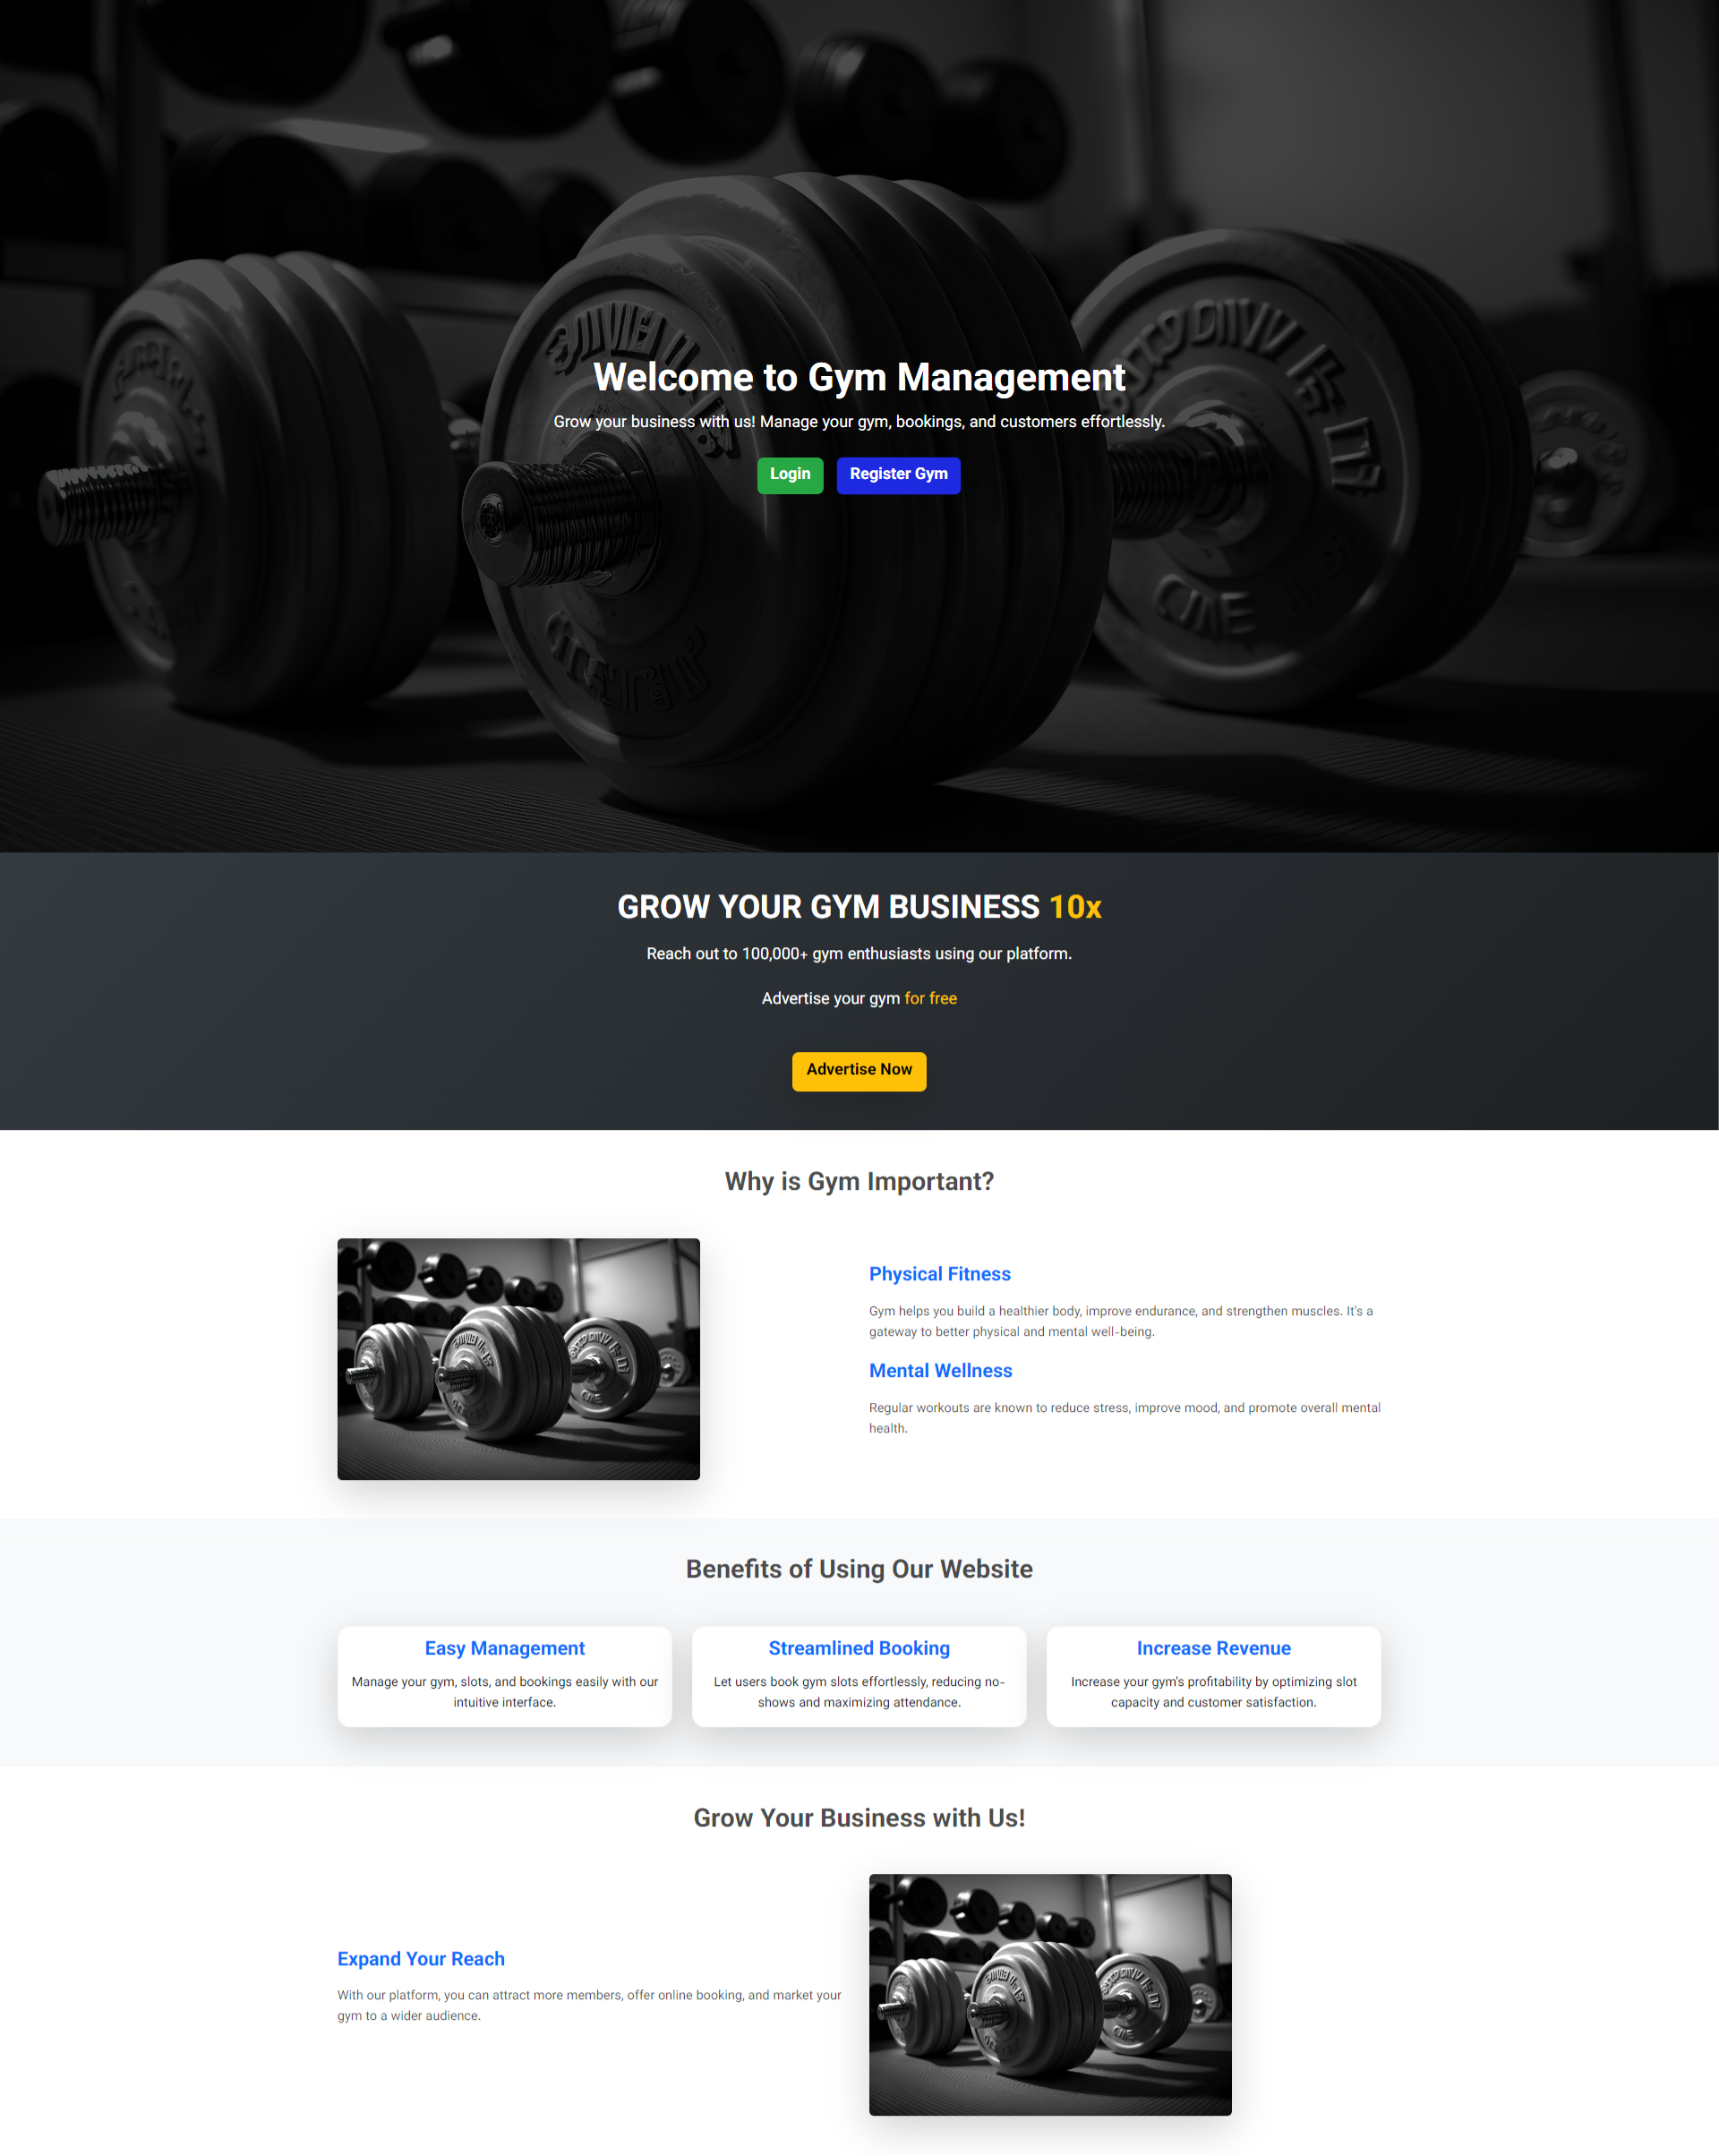 Welcome to Gym Management
Grow your business with us! Manage your gym, bookings, and customers effortlessly.
Login
Register Gym
GROW YOUR GYM BUSINESS 10x
Reach out to 100,000+ gym enthusiasts using our platform.
Advertise your gym for free
Advertise Now
Why is Gym Important?
Physical Fitness
Gym helps you build a healthier body, improve endurance, and strengthen muscles. It's a
gateway to better physical and mental well-being.
Mental Wellness
Regular workouts are known to reduce stress, improve mood, and promote overall mental
health.
Benefits of Using Our Website
Easy Management
Manage your gym, slots, and bookings easily with our
intuitive interface.
Streamlined Booking
Let users book gym slots effortlessly, reducing no-
shows and maximizing attendance.
Increase Revenue
Increase your gym's profitability by optimizing slot
capacity and customer satisfaction.
Grow Your Business with Us!
Expand Your Reach
With our platform, you can attract more members, offer online booking, and market your
gym to a wider audience.